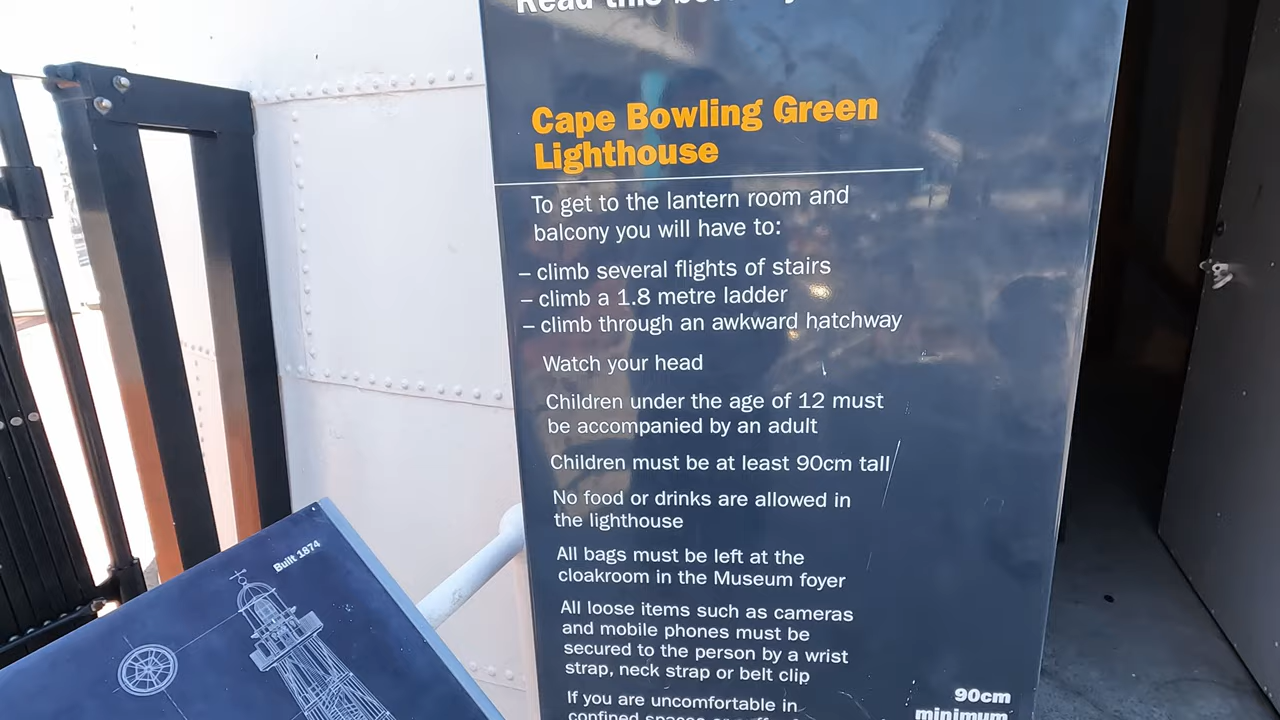 Read this
Cape Bowling Green
Lighthouse
To get to the lantern room and
balcony you will have to:
– climb several flights of stairs
– climb a 1.8 metre ladder
– climb through an awkward hatchway
Watch your head
Children under the age of 12 must
be accompanied by an adult
Children must be at least 90cm tall
No food or drinks are allowed in
the lighthouse
All bags must be left at the
cloakroom in the Museum foyer
All loose items such as cameras
and mobile phones must be
secured to the person by a wrist
strap, neck strap or belt clip
If you are uncomfortable in
confined spaces or
90cm
minimum
Built 1874